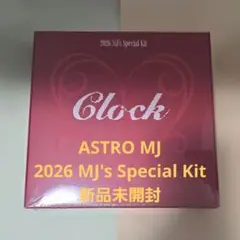 2026 MJ's Special Kit
Clock
ASTRO MJ
2026 MJ's Special Kit
新品未開封